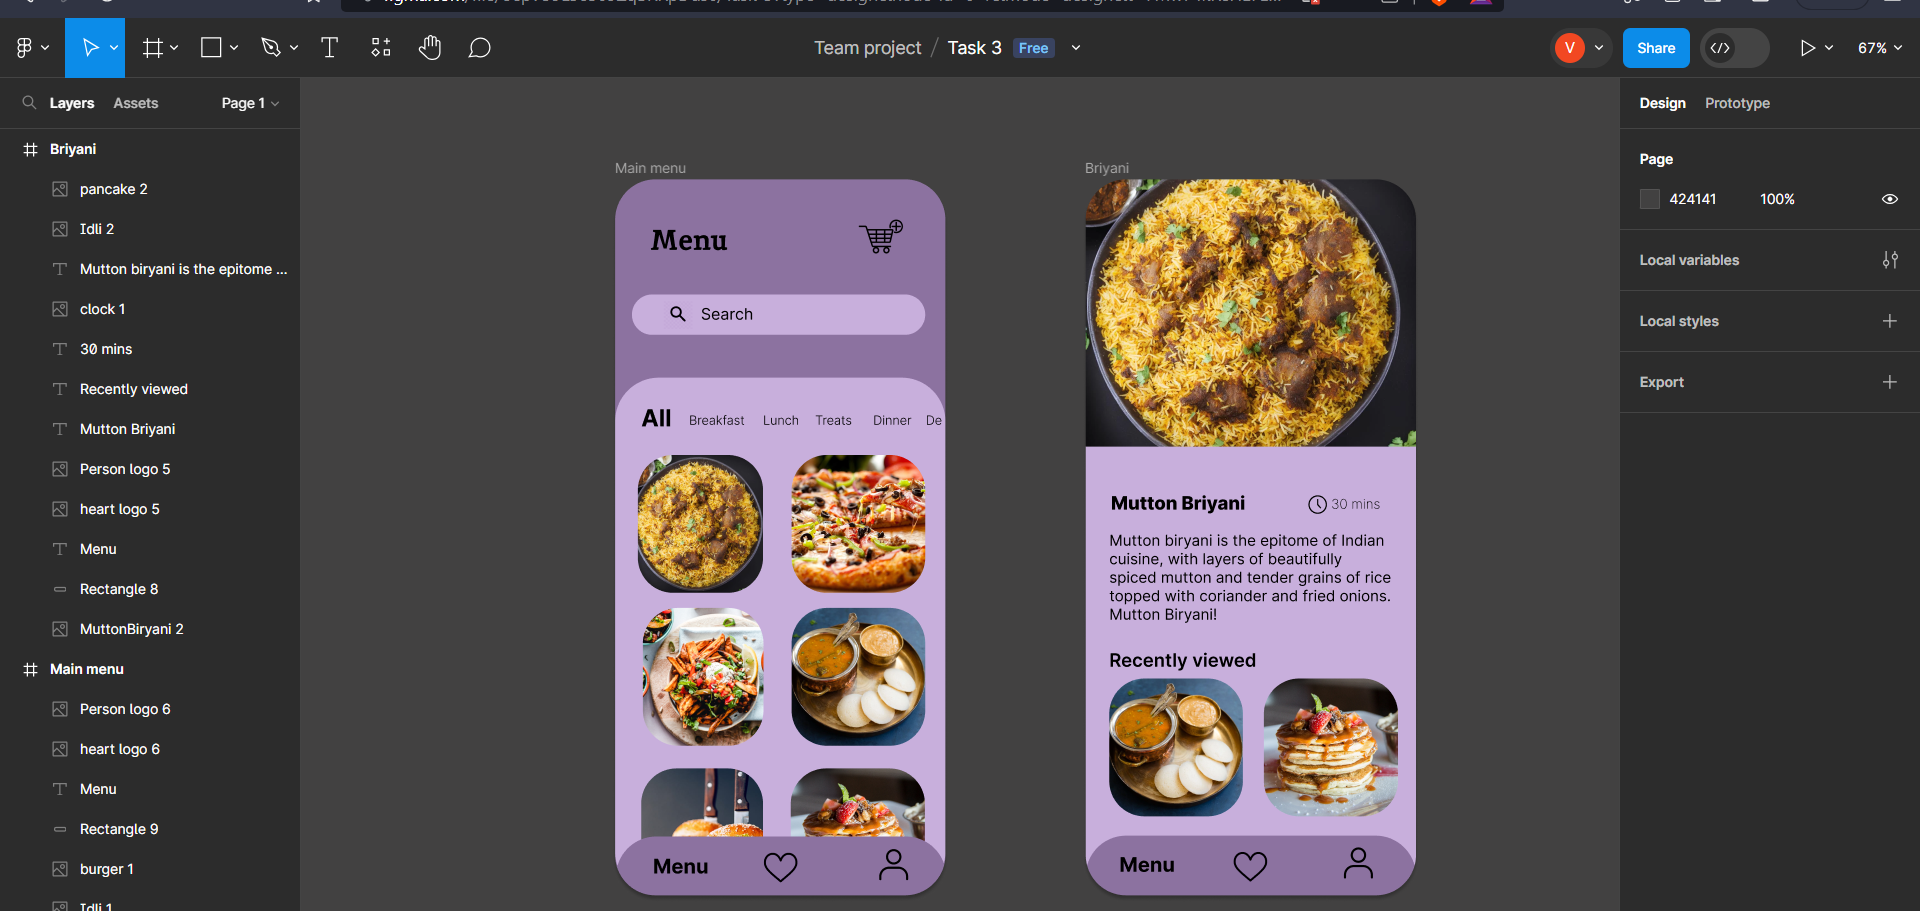 Team project / Task 3 Free
V
Share
67%
Layers Assets Page 1
Briyani
pancake 2
Idli 2
Mutton biryani is the epitome ...
clock 1
30 mins
Recently viewed
Mutton Briyani
Person logo 5
heart logo 5
Menu
Rectangle 8
MuttonBiryani 2
Main menu
Person logo 6
heart logo 6
Menu
Rectangle 9
burger 1
Idli 1
Main menu
Menu
Search
All Breakfast Lunch Treats Dinner De
Menu
Briyani
Mutton Briyani 30 mins
Mutton biryani is the epitome of Indian
cuisine, with layers of beautifully
spiced mutton and tender grains of rice
topped with coriander and fried onions.
Mutton Biryani!
Recently viewed
Menu
Design Prototype
Page
424141 100%
Local variables
Local styles
Export